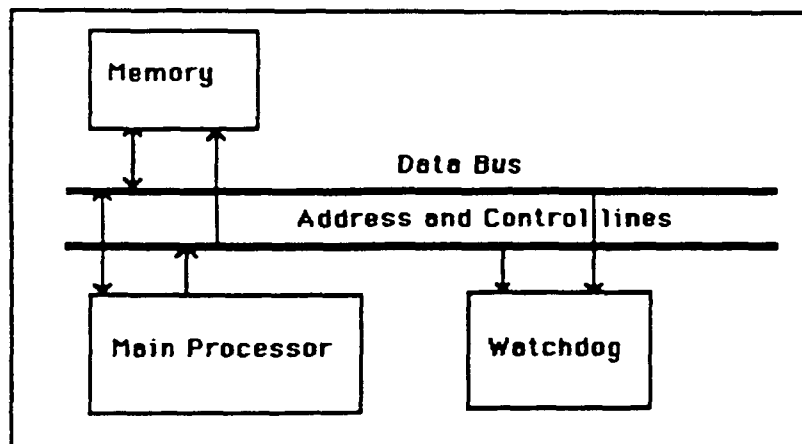 Memory
Data Bus
Address and Control lines
Main Processor
Watchdog